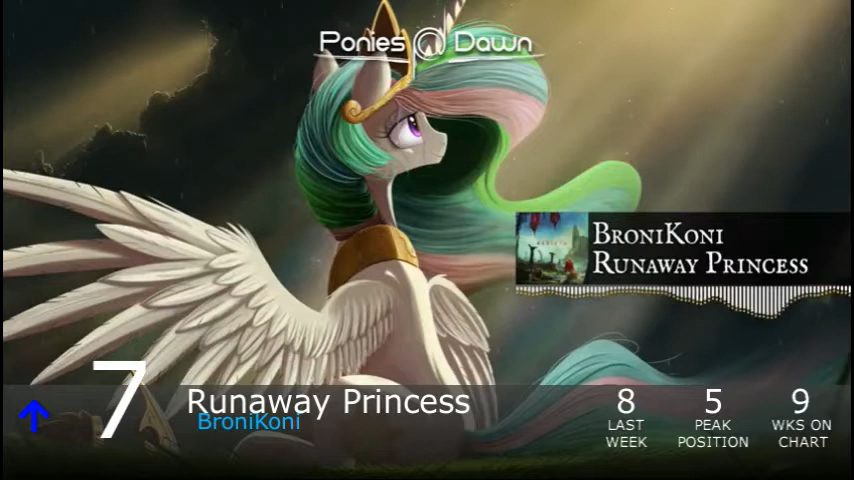 Ponies @ Dawn
BroniKoni
Runaway Princess
7
Runaway Princess
BroniKoni
8
LAST
WEEK
5
PEAK
POSITION
9
WKS ON
CHART